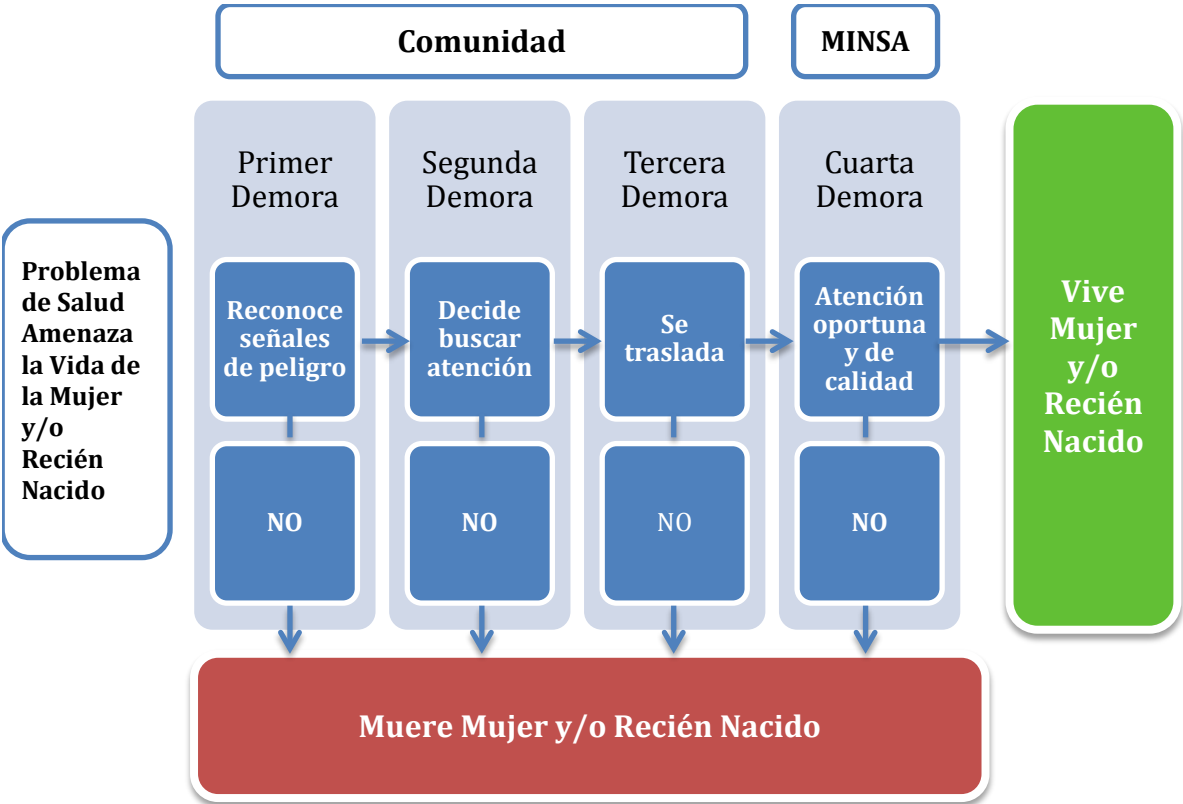 Comunidad
MINSA
Problema
de Salud
Amenaza
la Vida de
la Mujer
y/o
Recién
Nacido
Primer
Demora
Reconoce
señales
de peligro
NO
Segunda
Demora
Decide
buscar
atención
NO
Tercera
Demora
Se
traslada
NO
Cuarta
Demora
Atención
oportuna
y de
calidad
NO
Vive
Mujer
y/o
Recién
Nacido
Muere Mujer y/o Recién Nacido